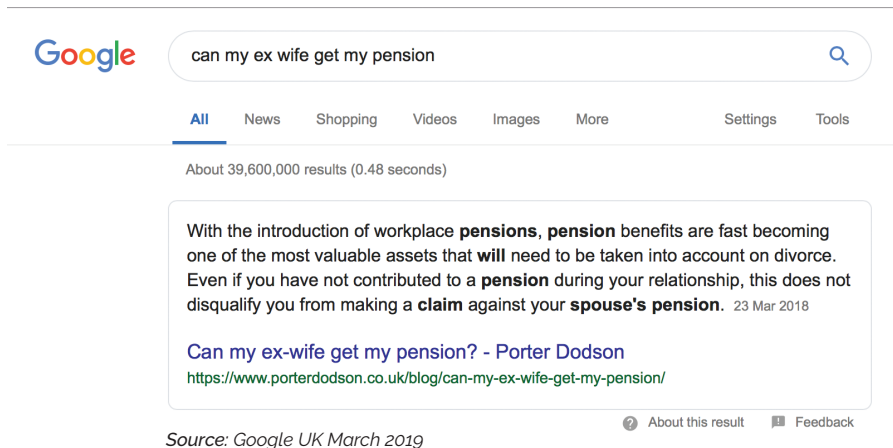 Google
can my ex wife get my pension
All News Shopping Videos Images More Settings Tools
About 39,600,000 results (0.48 seconds)
With the introduction of workplace pensions, pension benefits are fast becoming
one of the most valuable assets that will need to be taken into account on divorce.
Even if you have not contributed to a pension during your relationship, this does not
disqualify you from making a claim against your spouse's pension. 23 Mar 2018
Can my ex-wife get my pension? - Porter Dodson
https://www.porterdodson.co.uk/blog/can-my-ex-wife-get-my-pension/
About this result Feedback
Source: Google UK March 2019